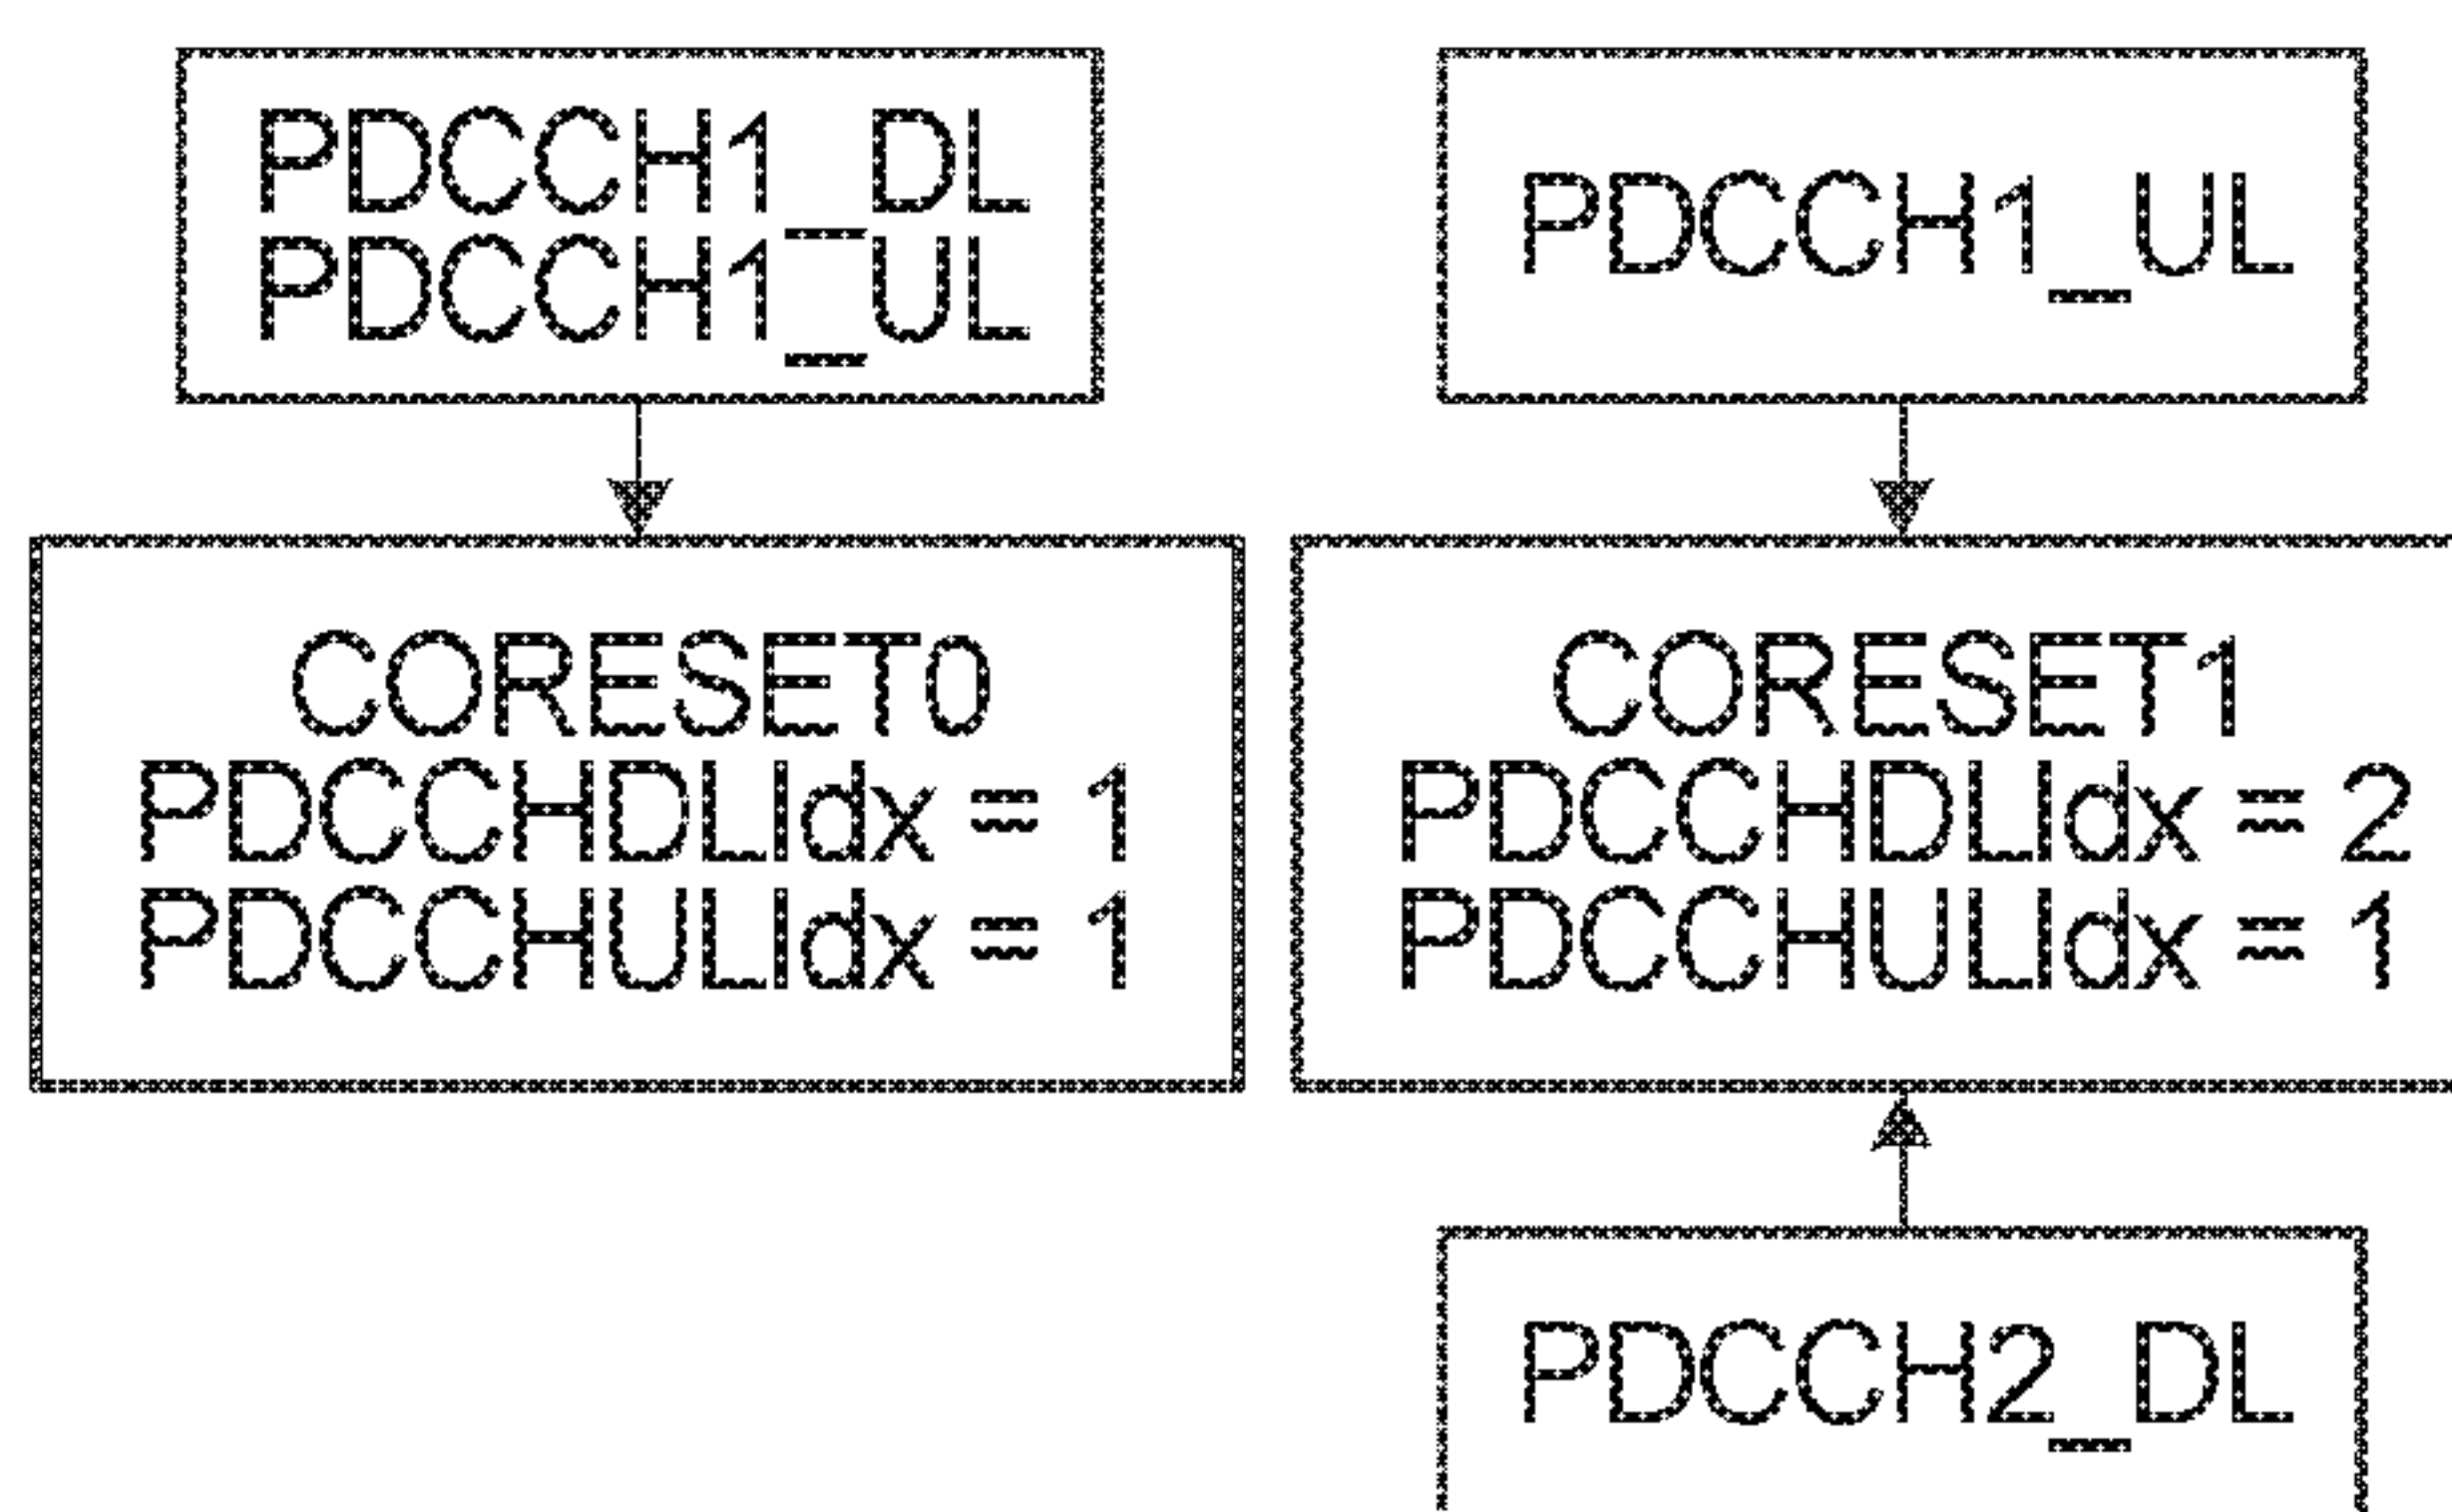 PDCCH1_DL
PDCCH1_UL
PDCCH1_UL
CORESET0
PDCCHDLIdx = 1
PDCCHULIdx = 1
CORESET1
PDCCHDLIdx = 2
PDCCHULIdx = 1
PDCCH2_DL